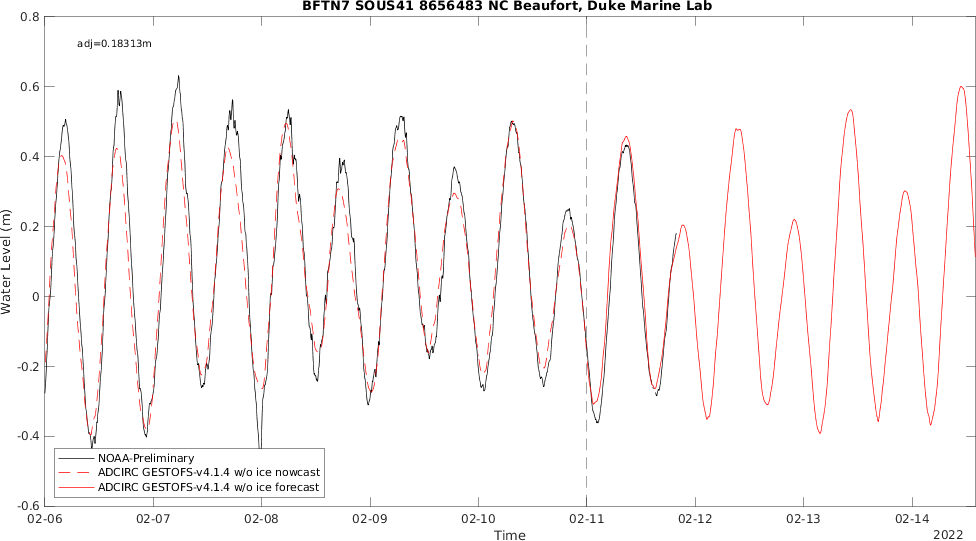 BFTN7 SOUS41 8656483 NC Beaufort, Duke Marine Lab
adj=0.18313m
0.8
0.6
0.4
0.2
0
-0.2
-0.4
-0.6
Water Level (m)
NOAA-Preliminary
ADCIRC GESTOFS-v4.1.4 w/o ice nowcast
ADCIRC GESTOFS-v4.1.4 w/o ice forecast
02-06 02-07 02-08 02-09 02-10 02-11 02-12 02-13 02-14
Time
2022